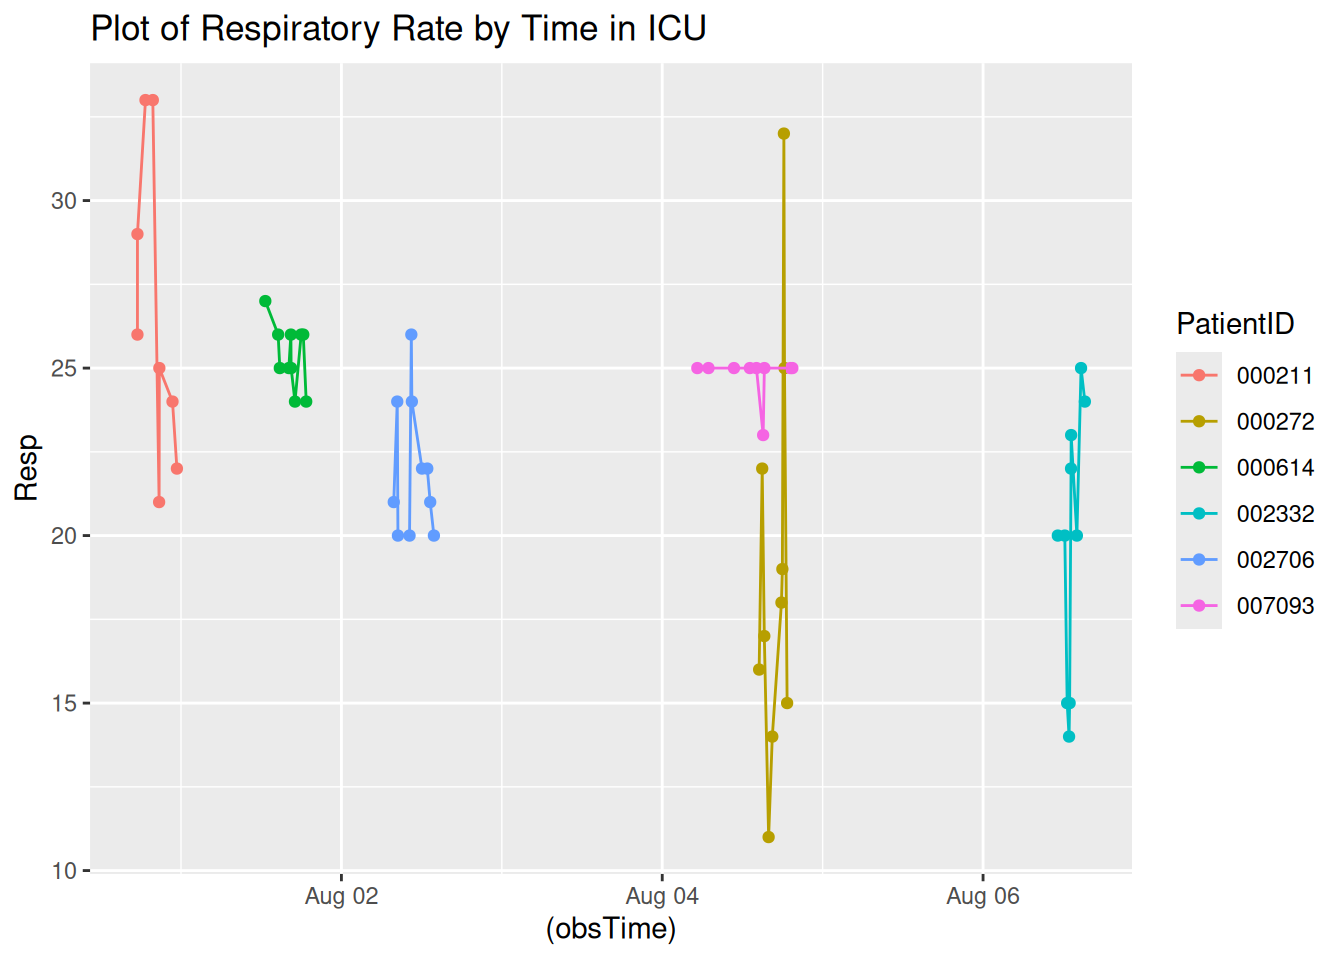 Plot of Respiratory Rate by Time in ICU
30
25
20
15
10
Resp
Aug 02
Aug 04
Aug 06
(obsTime)
PatientID
000211
000272
000614
002332
002706
007093